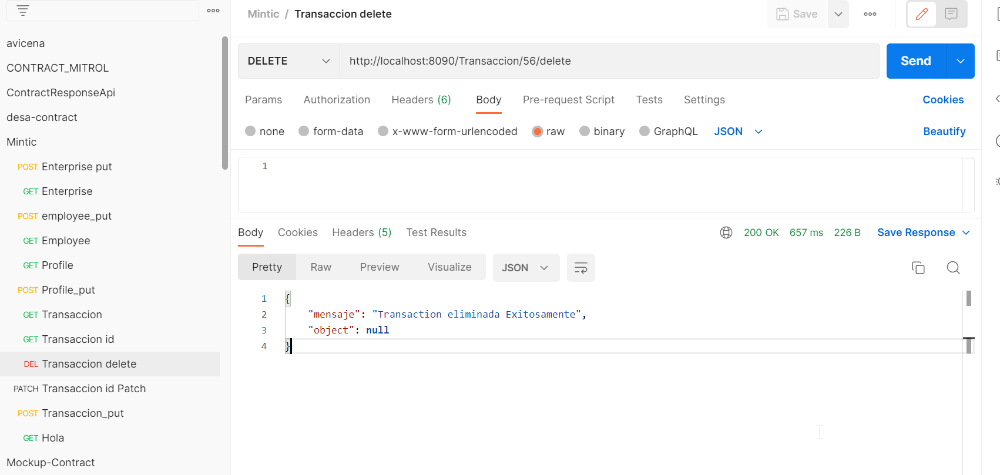 avicena
CONTRACT_MITROL
ContractResponseApi
desa-contract
Mintic
POST Enterprise put
GET Enterprise
POST employee_put
GET Employee
GET Profile
POST Profile_put
GET Transaccion
GET Transaccion id
DEL Transaccion delete
PATCH Transaccion id Patch
POST Transaccion_put
GET Hola
Mockup-Contract
Mintic / Transaccion delete
Save
DELETE http://localhost:8090/Transaccion/56/delete
Send
Params Authorization Headers (6) Body Pre-request Script Tests Settings Cookies
none form-data x-www-form-urlencoded raw binary GraphQL JSON Beautify
1
Body Cookies Headers (5) Test Results 200 OK 657 ms 226 B Save Response
Pretty Raw Preview Visualize JSON
1 {
2 "mensaje": "Transaction eliminada Exitosamente",
3 "object": null
4 }